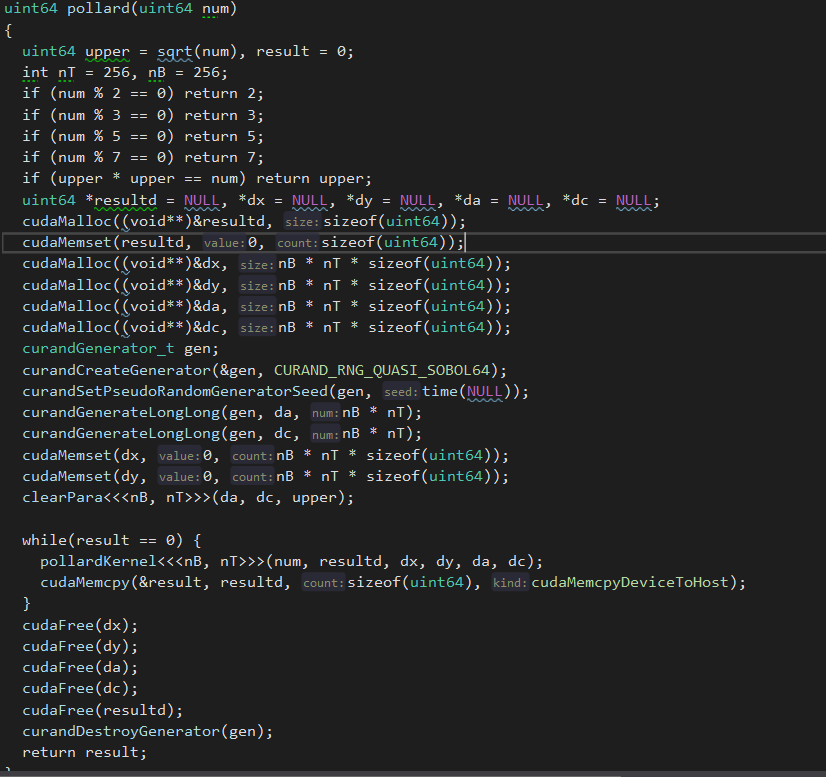 uint64 pollard(uint64 num)
{
uint64 upper = sqrt(num), result = 0;
int nT = 256, nB = 256;
if (num % 2 == 0) return 2;
if (num % 3 == 0) return 3;
if (num % 5 == 0) return 5;
if (num % 7 == 0) return 7;
if (upper * upper == num) return upper;
uint64 *resultd = NULL, *dx = NULL, *dy = NULL, *da = NULL, *dc = NULL;
cudaMalloc((void**)&resultd, size: sizeof(uint64));
cudaMemset(resultd, value: 0, count: sizeof(uint64));
cudaMalloc((void**)&dx, size: nB * nT * sizeof(uint64));
cudaMalloc((void**)&dy, size: nB * nT * sizeof(uint64));
cudaMalloc((void**)&da, size: nB * nT * sizeof(uint64));
cudaMalloc((void**)&dc, size: nB * nT * sizeof(uint64));
curandGenerator_t gen;
curandCreateGenerator(&gen, CURAND_RNG_QUASI_SOBOL64);
curandSetPseudoRandomGeneratorSeed(gen, seed: time(NULL));
curandGenerateLongLong(gen, da, num: nB * nT);
curandGenerateLongLong(gen, dc, num: nB * nT);
cudaMemset(dx, value: 0, count: nB * nT * sizeof(uint64));
cudaMemset(dy, value: 0, count: nB * nT * sizeof(uint64));
clearPara<<<nB, nT>>>(da, dc, upper);
while(result == 0) {
pollardKernel<<<nB, nT>>>(num, resultd, dx, dy, da, dc);
cudaMemcpy(&result, resultd, count: sizeof(uint64), kind: cudaMemcpyDeviceToHost);
}
cudaFree(dx);
cudaFree(dy);
cudaFree(da);
cudaFree(dc);
cudaFree(resultd);
curandDestroyGenerator(gen);
return result;
}